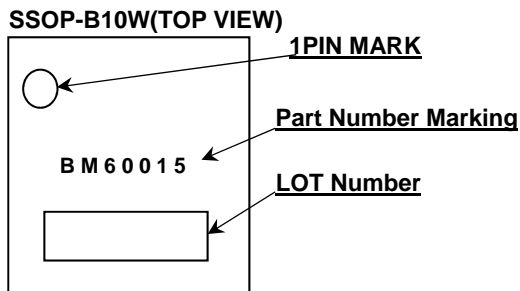 SSOP-B10W(TOP VIEW)
1PIN MARK
Part Number Marking
BM60015
LOT Number